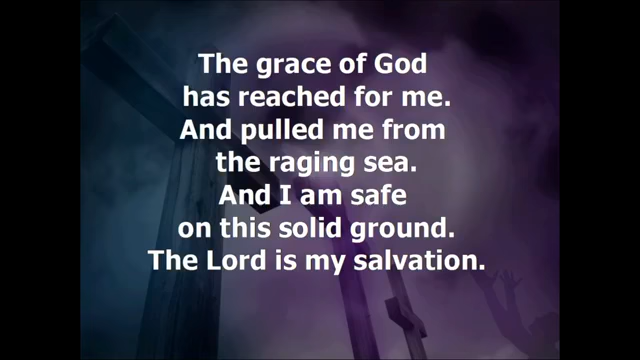 The grace of God
has reached for me.
And pulled me from
the raging sea.
And I am safe
on this solid ground.
The Lord is my salvation.